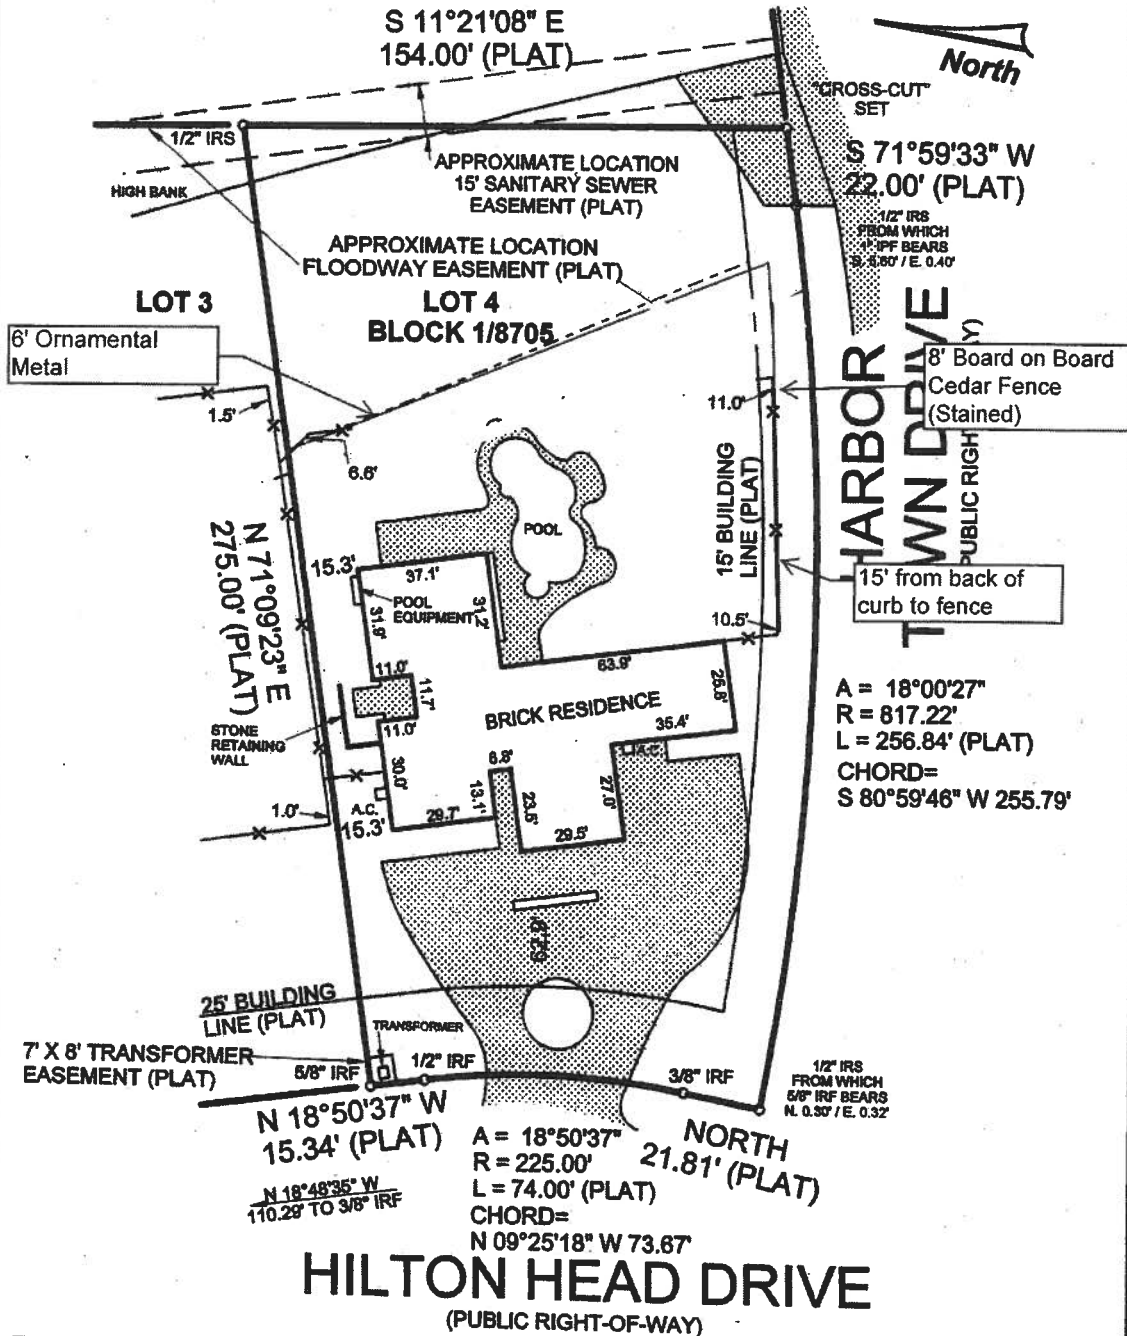 S 11°21'08" E
154.00' (PLAT)
North
"CROSS-CUT"
SET
1/2" IRS
S 71°59'33" W
22.00' (PLAT)
HIGH BANK
APPROXIMATE LOCATION
15' SANITARY SEWER
EASEMENT (PLAT)
1/2" IRS
FROM WHICH
1" IPF BEARS
/ E. 0.40'
APPROXIMATE LOCATION
FLOODWAY EASEMENT (PLAT)
LOT 3
LOT 4
BLOCK 1/8705
6' Ornamental
Metal
8' Board on Board
Cedar Fence
(Stained)
1.5'
11.0'
6.6'
HARBOR
WN DRIVE
PUBLIC RIGH
Y)
15' BUILDING
LINE (PLAT)
POOL
N 71°09'23" E
275.00' (PLAT)
15.3'
37.1'
POOL
EQUIPMENT
31.9'
31.2'
15' from back of
curb to fence
10.5'
63.9'
11.0'
11.7'
11.0'
BRICK RESIDENCE
25.8'
35.4'
A.C.
STONE
RETAINING
WALL
A = 18°00'27"
R = 817.22'
L = 256.84' (PLAT)
CHORD=
S 80°59'46" W 255.79'
6.8'
30.0'
13.1'
23.5'
27.0'
1.0'
A.C.
15.3'
29.7'
29.5'
62.9'
25' BUILDING
LINE (PLAT)
TRANSFORMER
7' X 8' TRANSFORMER
EASEMENT (PLAT)
5/8" IRF
1/2" IRF
3/8" IRF
1/2" IRS
FROM WHICH
5/8" IRF BEARS
N. 0.30' / E. 0.32'
N 18°50'37" W
15.34' (PLAT)
N 18°48'35" W
110.29' TO 3/8" IRF
A = 18°50'37"
R = 225.00'
L = 74.00' (PLAT)
CHORD=
N 09°25'18" W 73.67'
NORTH
21.81' (PLAT)
HILTON HEAD DRIVE
(PUBLIC RIGHT-OF-WAY)